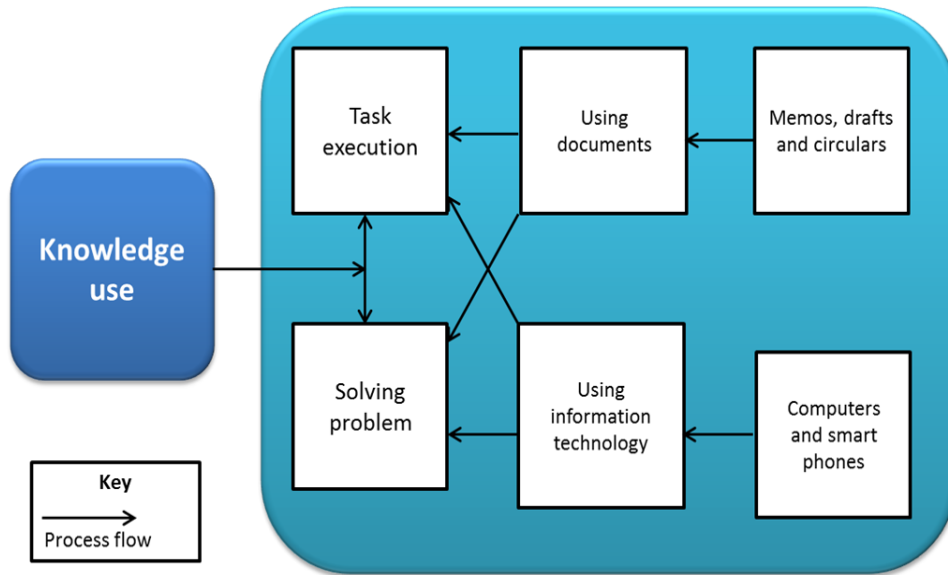 Knowledge
use
Task
execution
Using
documents
Memos, drafts
and circulars
Solving
problem
Using
information
technology
Computers
and smart
phones
Key
Process flow